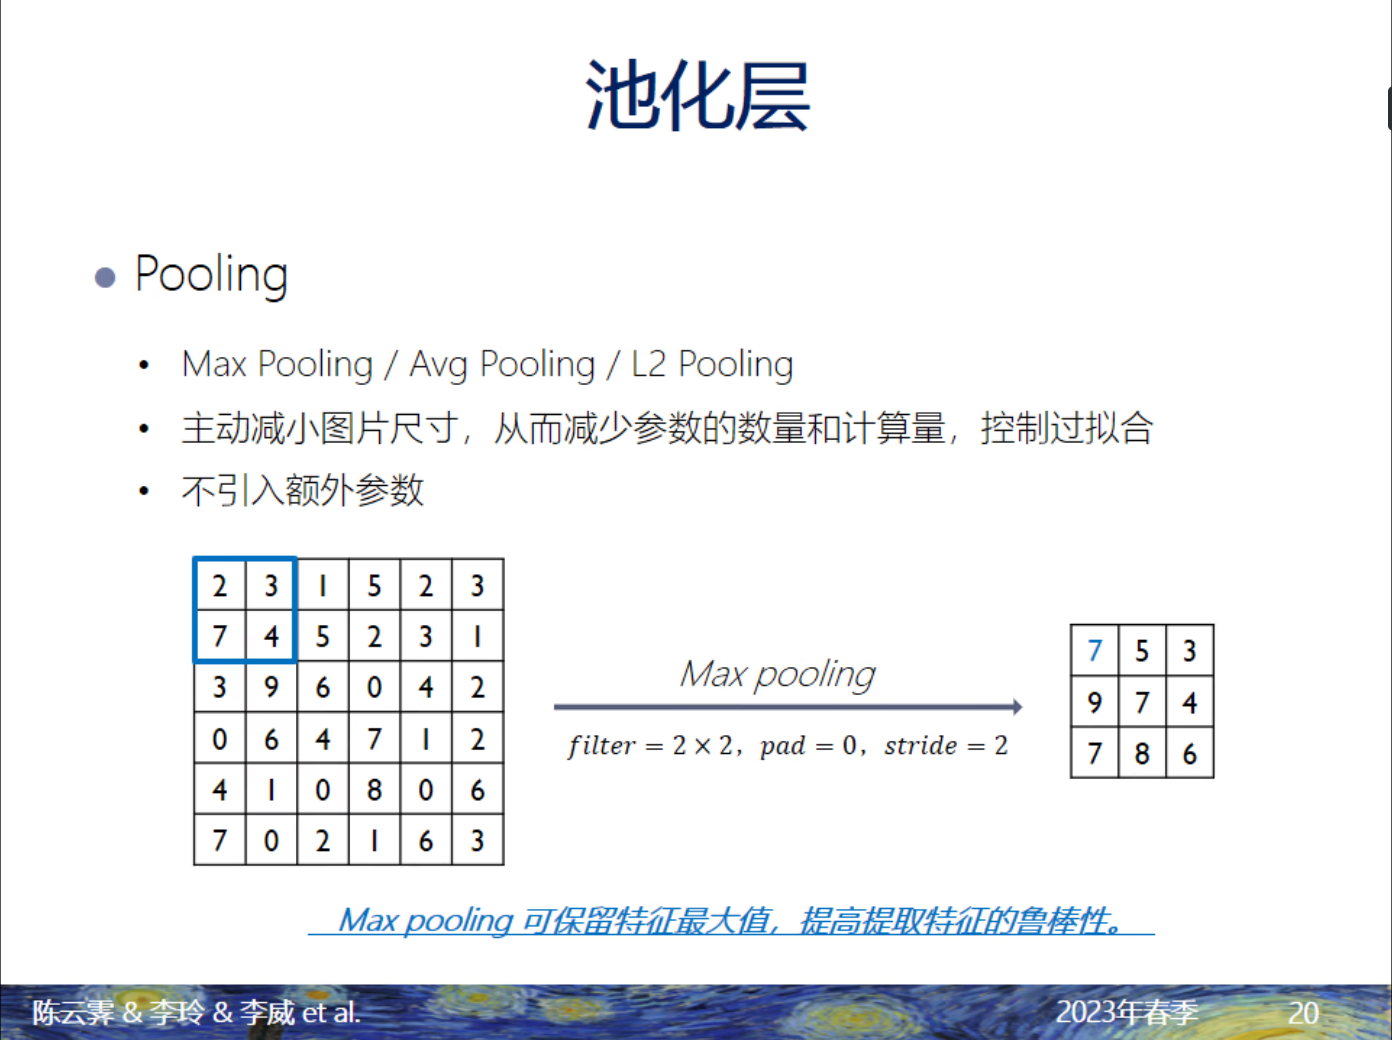 池化层
Pooling
Max Pooling / Avg Pooling / L2 Pooling
主动减小图片尺寸，从而减少参数的数量和计算量，控制过拟合
不引入额外参数
2 3 1 5 2 3
7 4 5 2 3 1
3 9 6 0 4 2
0 6 4 7 1 2
4 1 0 8 0 6
7 0 2 1 6 3
Max pooling
filter = 2 × 2, pad = 0, stride = 2
7 5 3
9 7 4
7 8 6
Max pooling 可保留特征最大值，提高提取特征的鲁棒性。
陈云霁 & 李玲 & 李威 et al.
2023年春季
20